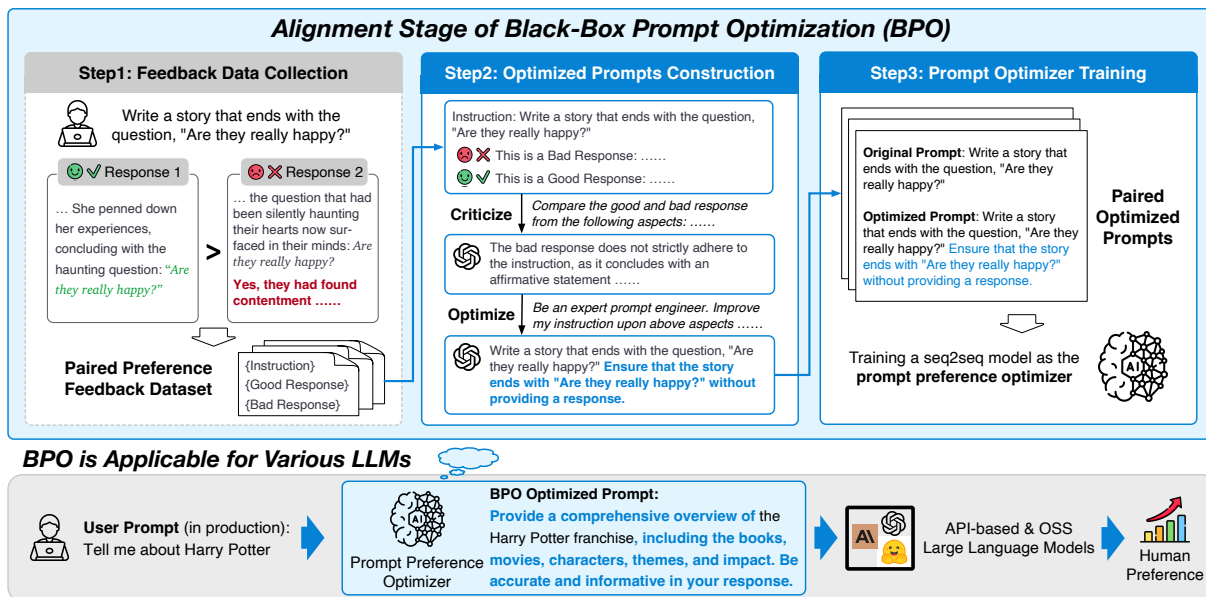 Alignment Stage of Black-Box Prompt Optimization (BPO)
Step1: Feedback Data Collection
Write a story that ends with the
question, "Are they really happy?"
Response 1
… She penned down
her experiences,
concluding with the
haunting question: “Are
they really happy?”
>
Response 2
… the question that had
been silently haunting
their hearts now sur-
faced in their minds: Are
they really happy?
Yes, they had found
contentment ……
Paired Preference
Feedback Dataset
{Instruction}
{Good Response}
{Bad Response}
Step2: Optimized Prompts Construction
Instruction: Write a story that ends with the question,
"Are they really happy?"
This is a Bad Response: ……
This is a Good Response: ……
Criticize
Compare the good and bad response
from the following aspects: ……
The bad response does not strictly adhere to
the instruction, as it concludes with an
affirmative statement ……
Optimize
Be an expert prompt engineer. Improve
my instruction upon above aspects ……
Write a story that ends with the question, "Are
they really happy?" Ensure that the story
ends with "Are they really happy?" without
providing a response.
Step3: Prompt Optimizer Training
Original Prompt: Write a story that
ends with the question, "Are they
really happy?"
Optimized Prompt: Write a story
that ends with the question, "Are they
really happy?" Ensure that the story
ends with "Are they really happy?"
without providing a response.
Paired
Optimized
Prompts
Training a seq2seq model as the
prompt preference optimizer
AI
BPO is Applicable for Various LLMs
User Prompt (in production):
Tell me about Harry Potter
AI
Prompt Preference
Optimizer
BPO Optimized Prompt:
Provide a comprehensive overview of the
Harry Potter franchise, including the books,
movies, characters, themes, and impact. Be
accurate and informative in your response.
A\
API-based & OSS
Large Language Models
Human
Preference